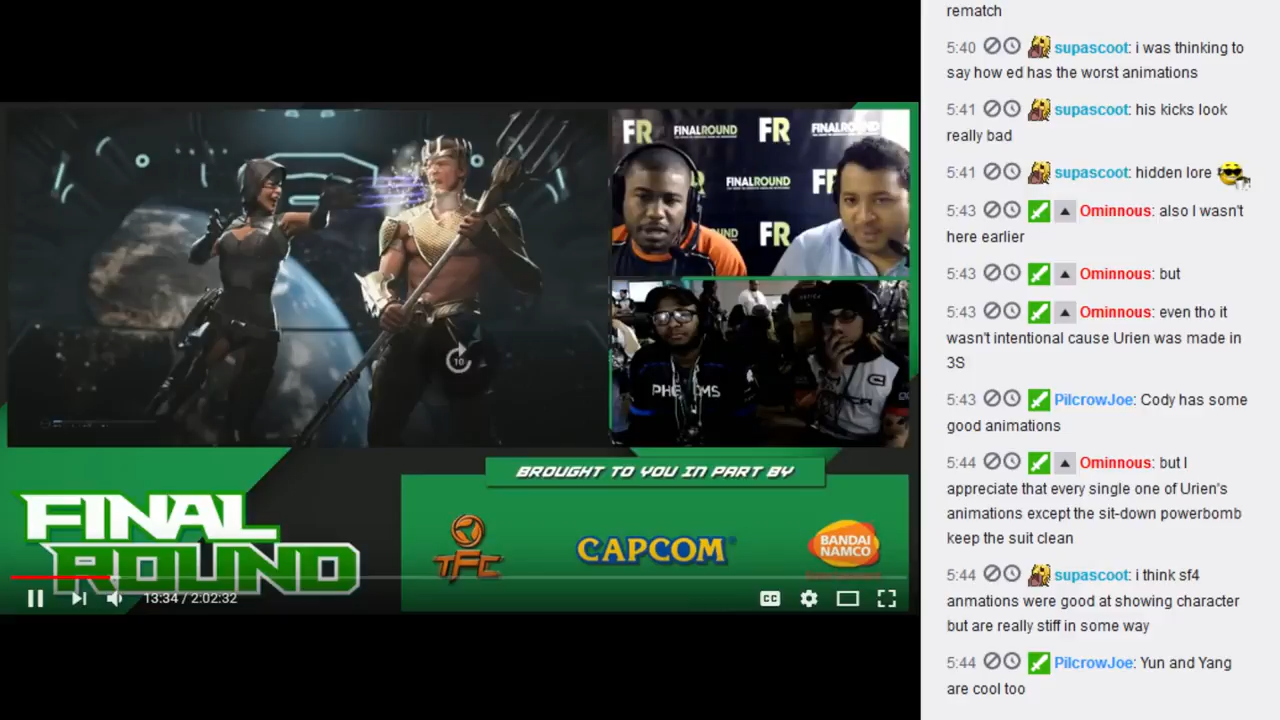 FR
FINALROUND
FR
FINALROUND
FINALROUND
FR
FR
BROUGHT TO YOU IN PART BY
FINAL
ROUND
TFC
CAPCOM
BANDAI
NAMCO
10
13:34 / 2:02:32
CC
rematch
5:40 supascoot: i was thinking to
say how ed has the worst animations
5:41 supascoot: his kicks look
really bad
5:41 supascoot: hidden lore
5:43 Ominnous: also I wasn't
here earlier
5:43 Ominnous: but
5:43 Ominnous: even tho it
wasn't intentional cause Urien was made in
3S
5:43 PilcrowJoe: Cody has some
good animations
5:44 Ominnous: but I
appreciate that every single one of Urien's
animations except the sit-down powerbomb
keep the suit clean
5:44 supascoot: i think sf4
anmations were good at showing character
but are really stiff in some way
5:44 PilcrowJoe: Yun and Yang
are cool too